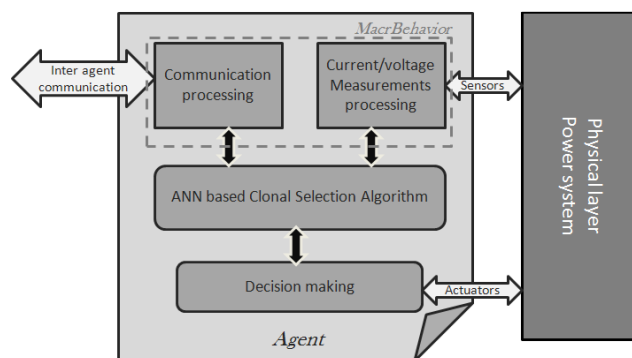 MacrBehavior
Inter agent
communication
Communication
processing
Current/voltage
Measurements
processing
Sensors
ANN based Clonal Selection Algorithm
Decision making
Actuators
Agent
Physical layer
Power system